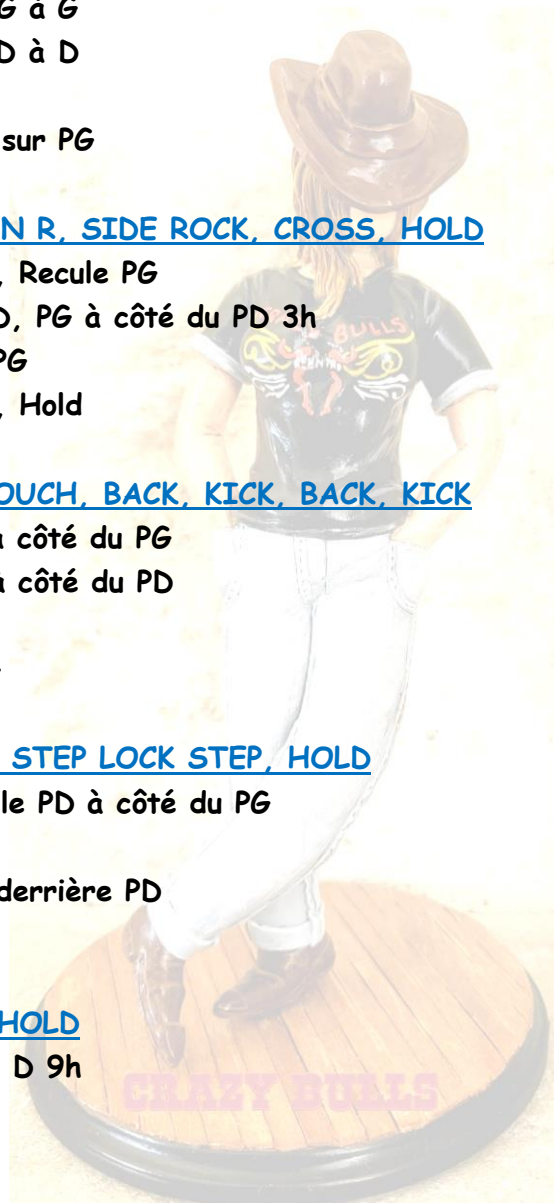 G à G
D à D
sur PG
N R, SIDE ROCK, CROSS, HOLD
, Recule PG
, PG à côté du PD 3h
PG
, Hold
OUCH, BACK, KICK, BACK, KICK
à côté du PG
à côté du PD
STEP LOCK STEP, HOLD
le PD à côté du PG
derrière PD
HOLD
D 9h
BULLS
CRAZY BULLS